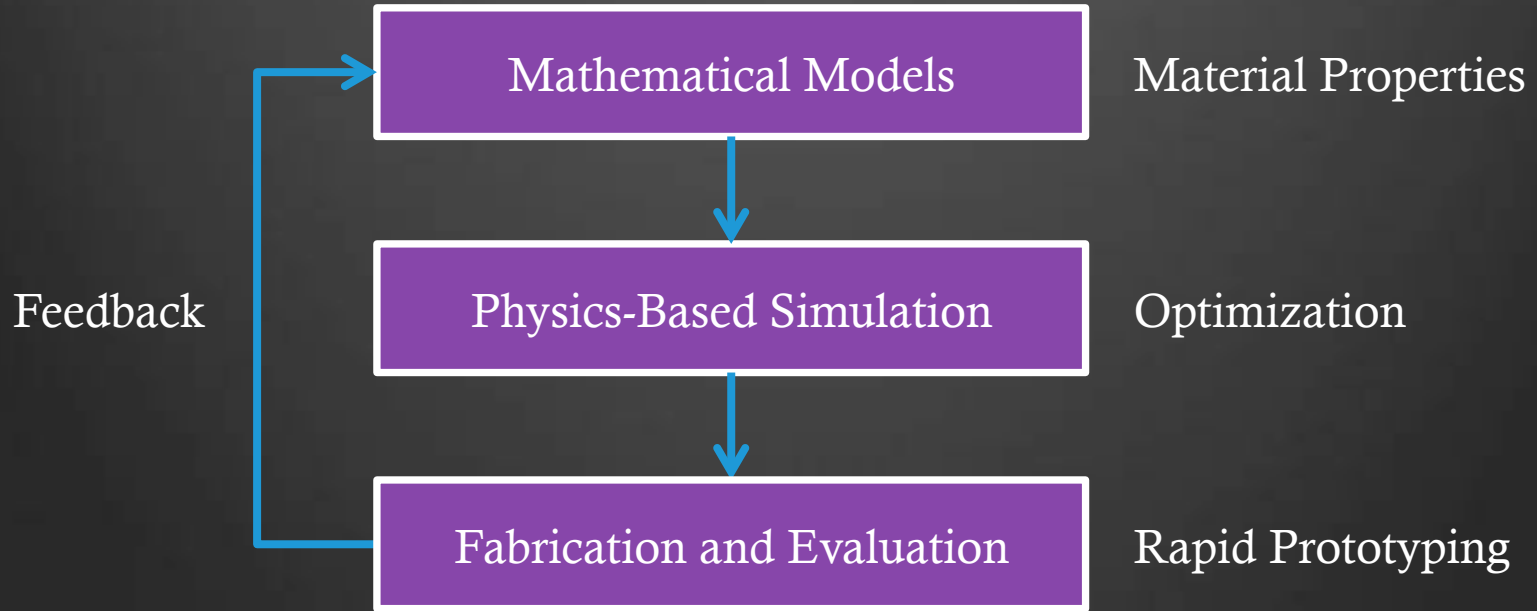 Mathematical Models
Material Properties
Feedback
Physics-Based Simulation
Optimization
Fabrication and Evaluation
Rapid Prototyping